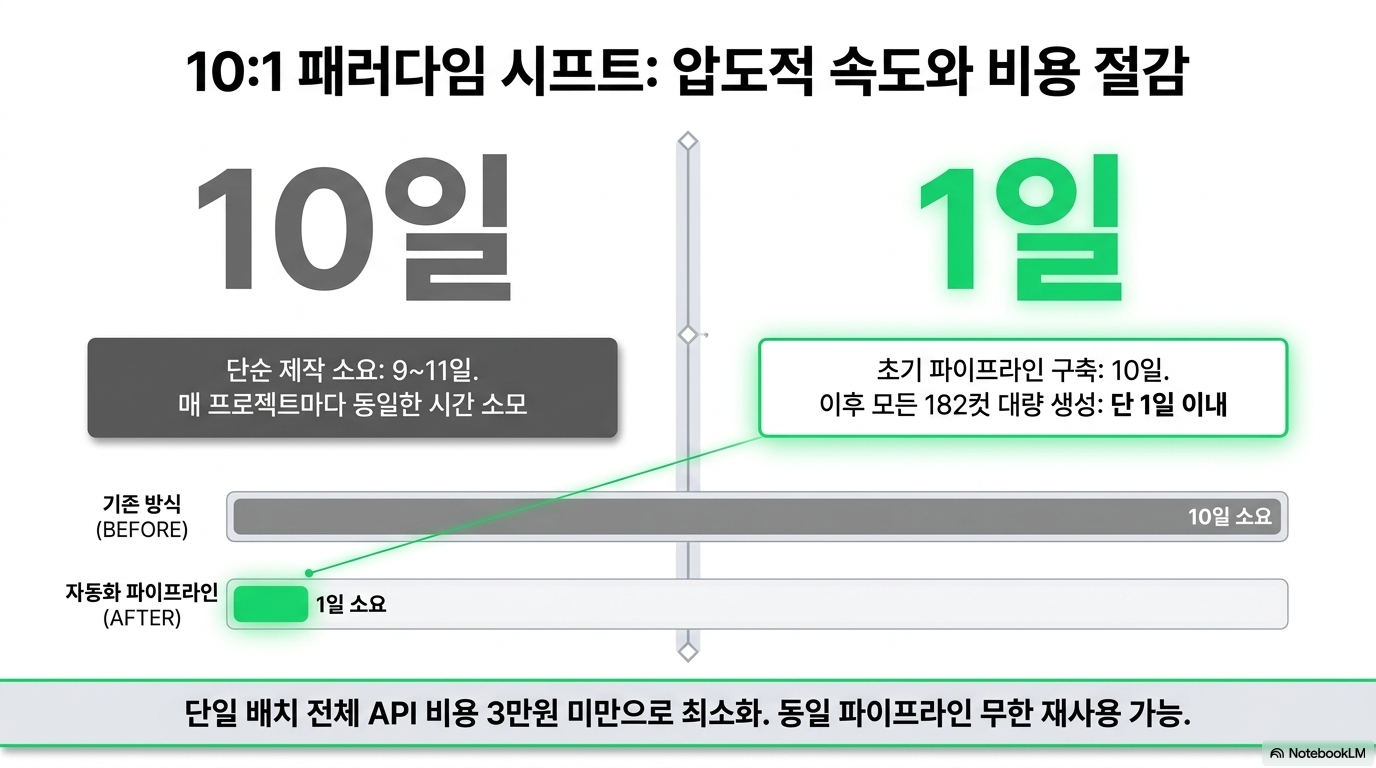 10:1 패러다임 시프트: 압도적 속도와 비용 절감
10일
단순 제작 소요: 9~11일.
매 프로젝트마다 동일한 시간 소모
1일
초기 파이프라인 구축: 10일.
이후 모든 182컷 대량 생성: 단 1일 이내
기존 방식
(BEFORE)
10일 소요
자동화 파이프라인
(AFTER)
1일 소요
단일 배치 전체 API 비용 3만원 미만으로 최소화. 동일 파이프라인 무한 재사용 가능.
NotebookLM